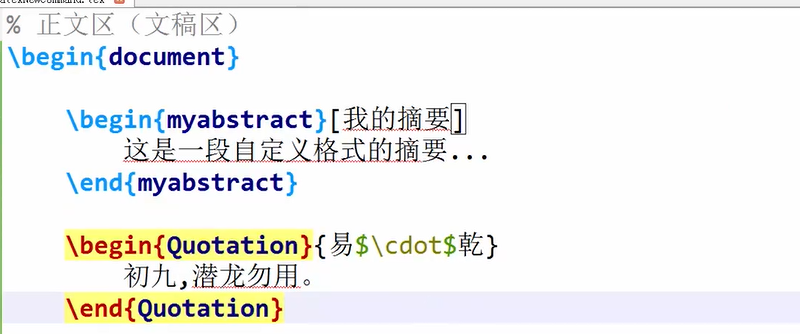 % 正文区（文稿区）
\begin{document}
\begin{myabstract}[我的摘要]
这是一段自定义格式的摘要...
\end{myabstract}
\begin{Quotation}{易$\cdot$乾}
初九,潜龙勿用。
\end{Quotation}